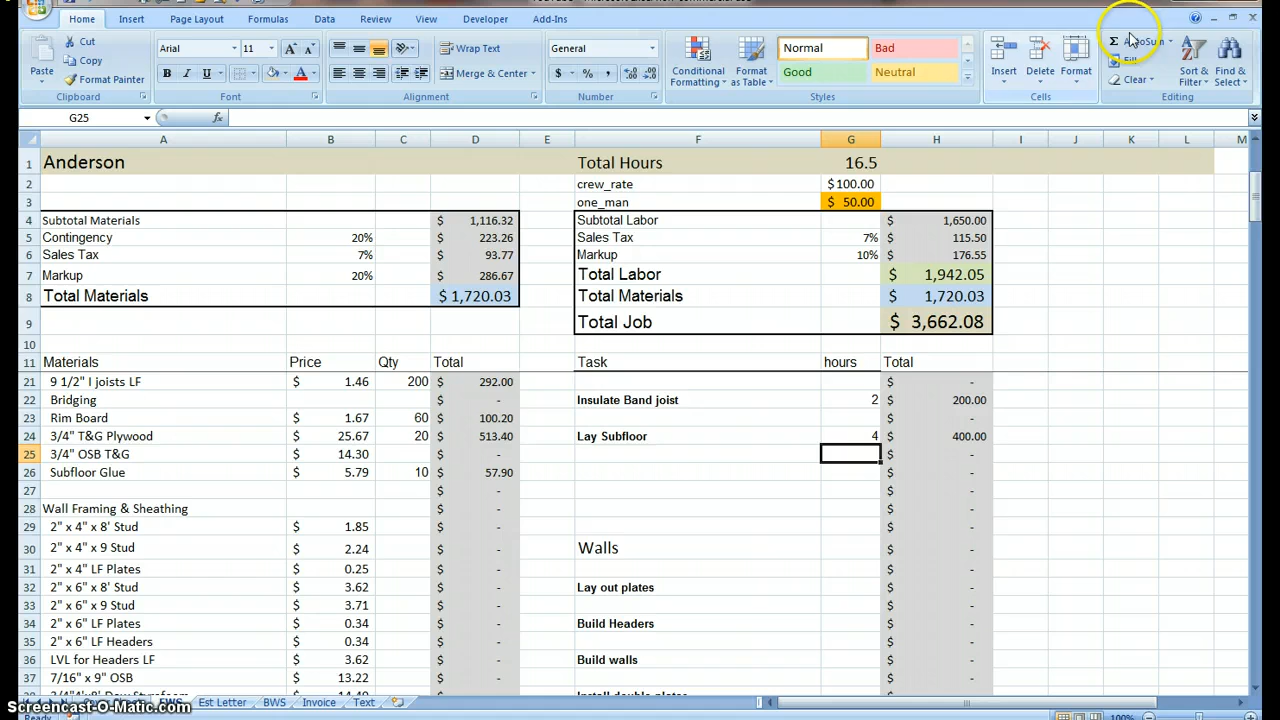 Home Insert Page Layout Formulas Data Review View Developer Add-Ins
Cut
Copy
Paste
Format Painter
Clipboard
Arial 11
B I U
Font
Wrap Text
Merge & Center
Alignment
General
$ % ,
Number
Conditional Formatting
Format as Table
Normal Bad
Good Neutral
Styles
Insert Delete Format
Cells
Σ AutoSum
Fill
Clear
Sort & Filter
Find & Select
Editing
G25 fx
A B C D E F G H I J K L M
1 Anderson Total Hours 16.5
2 crew_rate $100.00
3 one_man $ 50.00
4 Subtotal Materials $ 1,116.32 Subtotal Labor $ 1,650.00
5 Contingency 20% $ 223.26 Sales Tax 7% $ 115.50
6 Sales Tax 7% $ 93.77 Markup 10% $ 176.55
7 Markup 20% $ 286.67 Total Labor $ 1,942.05
8 Total Materials $ 1,720.03 Total Materials $ 1,720.03
9 Total Job $ 3,662.08
10
11 Materials Price Qty Total Task hours Total
21 9 1/2" I joists LF $ 1.46 200 $ 292.00 $ -
22 Bridging $ - Insulate Band joist 2 $ 200.00
23 Rim Board $ 1.67 60 $ 100.20 $ -
24 3/4" T&G Plywood $ 25.67 20 $ 513.40 Lay Subfloor 4 $ 400.00
25 3/4" OSB T&G $ 14.30 $ - $ -
26 Subfloor Glue $ 5.79 10 $ 57.90 $ -
27 $ - $ -
28 Wall Framing & Sheathing $ - $ -
29 2" x 4" x 8' Stud $ 1.85 $ - $ -
30 2" x 4" x 9 Stud $ 2.24 $ - Walls $ -
31 2" x 4" LF Plates $ 0.25 $ - $ -
32 2" x 6" x 8' Stud $ 3.62 $ - Lay out plates $ -
33 2" x 6" x 9 Stud $ 3.71 $ - $ -
34 2" x 6" LF Plates $ 0.34 $ - Build Headers $ -
35 2" x 6" LF Headers $ 0.34 $ - $ -
36 LVL for Headers LF $ 3.62 $ - Build walls $ -
37 7/16" x 9" OSB $ 13.22 $ - $ -
Install double plates
Screencast-O-Matic.com
Est Letter BWS Invoice Text
Ready 100%